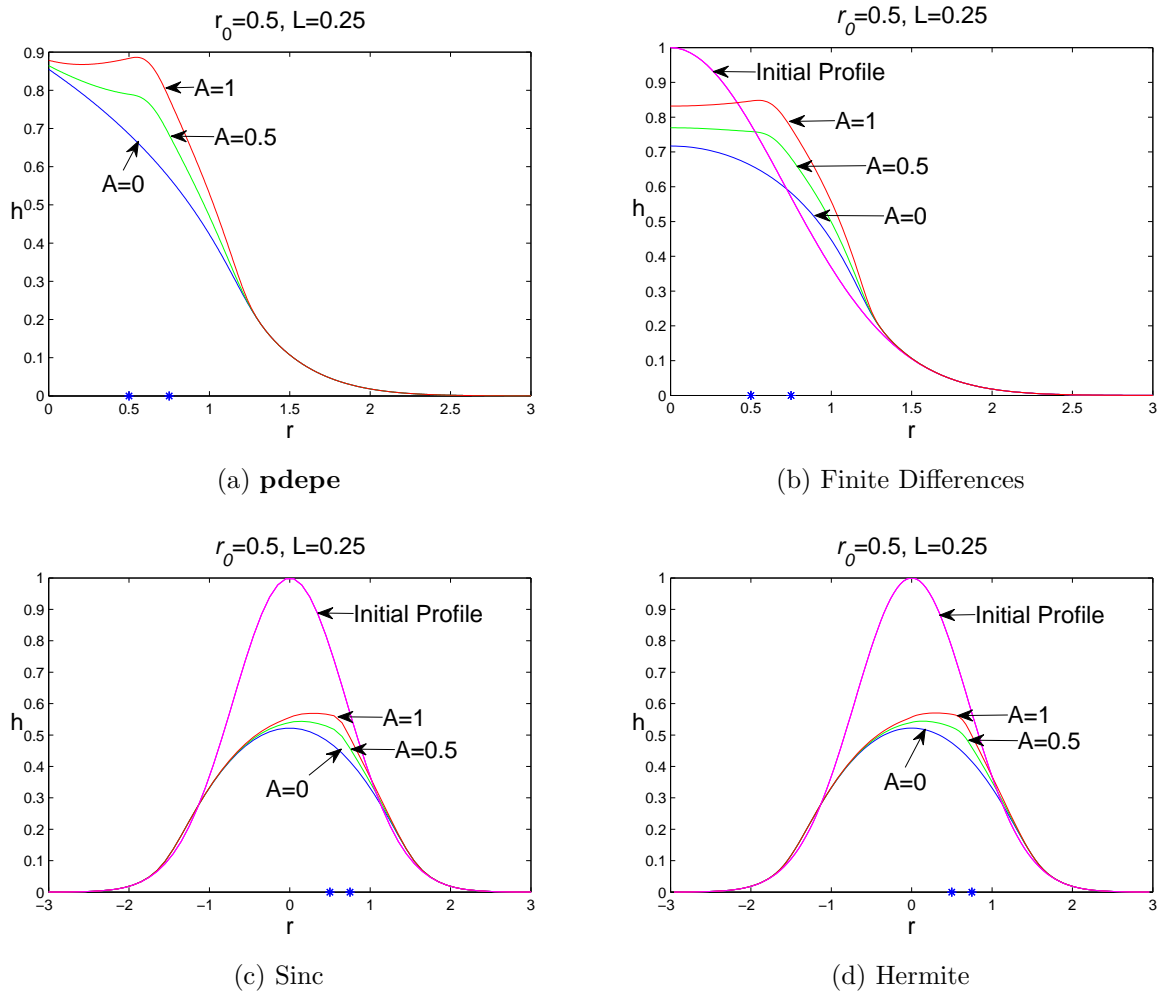 r0=0.5, L=0.25
0.9
0.8
0.7
0.6
0.5
0.4
0.3
0.2
0.1
0
h
A=1
A=0.5
A=0
0 0.5 1 1.5 2 2.5 3
r
(a) pdepe
r0=0.5, L=0.25
1
0.9
0.8
0.7
0.6
0.5
0.4
0.3
0.2
0.1
0
h
Initial Profile
A=1
A=0.5
A=0
0 0.5 1 1.5 2 2.5 3
r
(b) Finite Differences
r0=0.5, L=0.25
1
0.9
0.8
0.7
0.6
0.5
0.4
0.3
0.2
0.1
0
h
Initial Profile
A=1
A=0.5
A=0
−3 −2 −1 0 1 2 3
r
(c) Sinc
r0=0.5, L=0.25
1
0.9
0.8
0.7
0.6
0.5
0.4
0.3
0.2
0.1
0
h
Initial Profile
A=1
A=0.5
A=0
−3 −2 −1 0 1 2 3
r
(d) Hermite